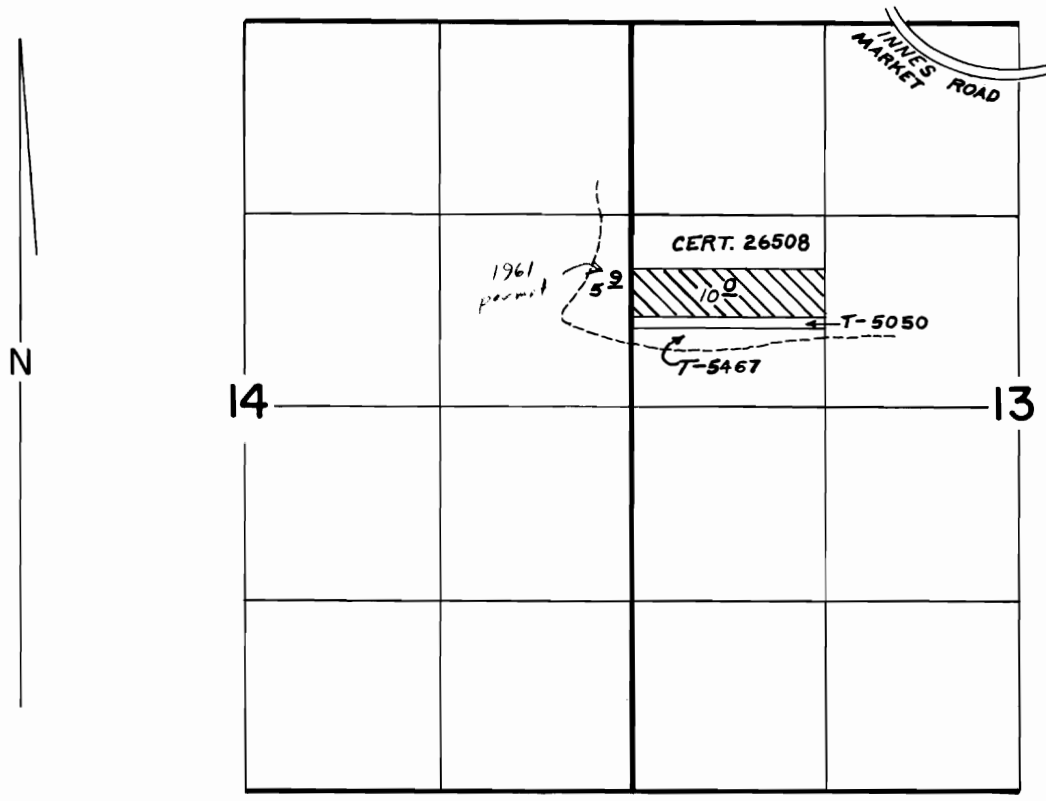 INNES
MARKET ROAD
CERT. 26508
1961
permit
5 9
10 0
T-5050
T-5467
N
14
13